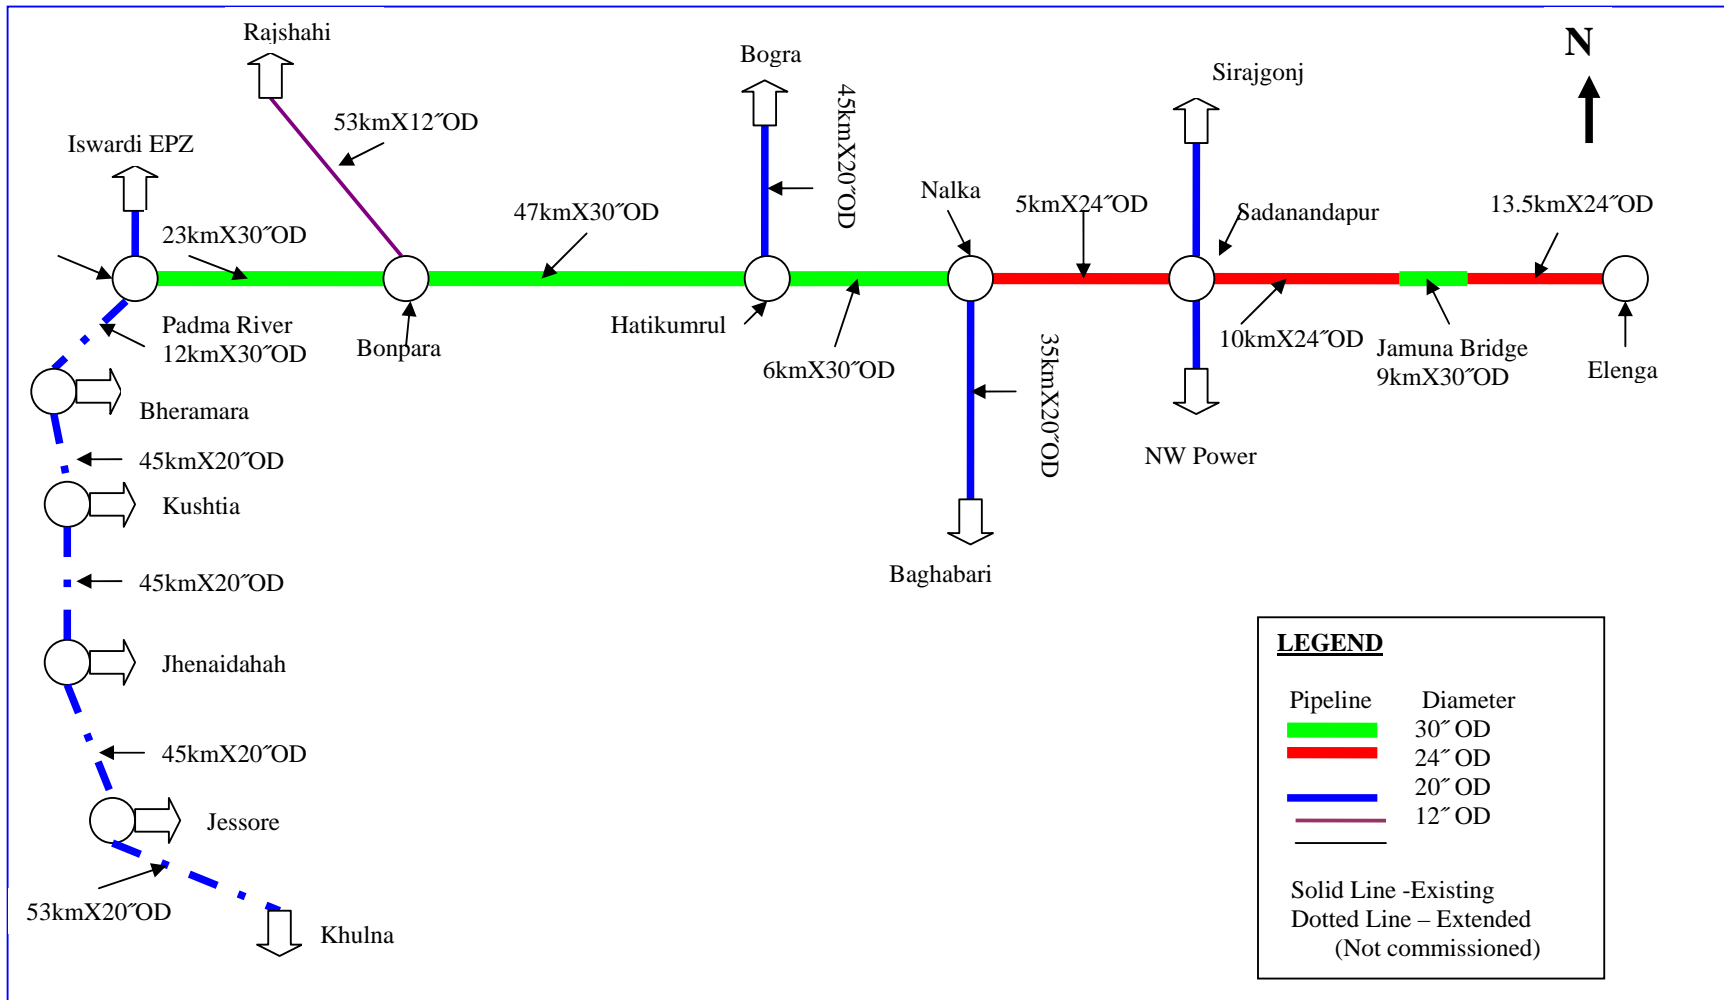 Rajshahi
Bogra
N
Sirajgonj
53kmX12˝OD
45kmX20˝OD
Iswardi EPZ
Nalka
5kmX24˝OD
13.5kmX24˝OD
47kmX30˝OD
Sadanandapur
23kmX30˝OD
Padma River
12kmX30˝OD
Bonpara
Hatikumrul
6kmX30˝OD
35kmX20˝OD
10kmX24˝OD
Jamuna Bridge
9kmX30˝OD
Elenga
Bheramara
45kmX20˝OD
NW Power
Kushtia
45kmX20˝OD
Baghabari
Jhenaidahah
45kmX20˝OD
Jessore
53kmX20˝OD
Khulna
LEGEND
Pipeline Diameter
30˝ OD
24˝ OD
20˝ OD
12˝ OD
Solid Line -Existing
Dotted Line – Extended
(Not commissioned)